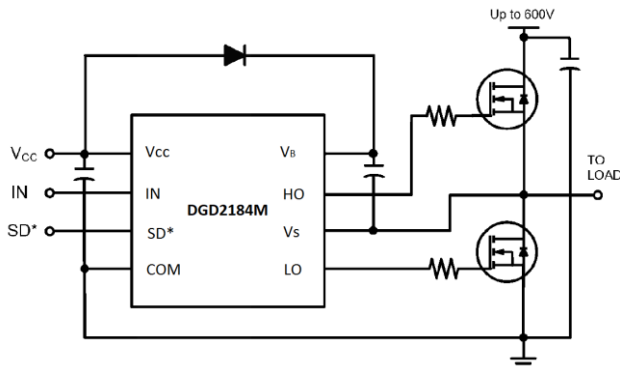 Up to 600V
VCC
IN
SD*
Vcc
IN
SD*
COM
DGD2184M
VB
HO
Vs
LO
TO
LOAD